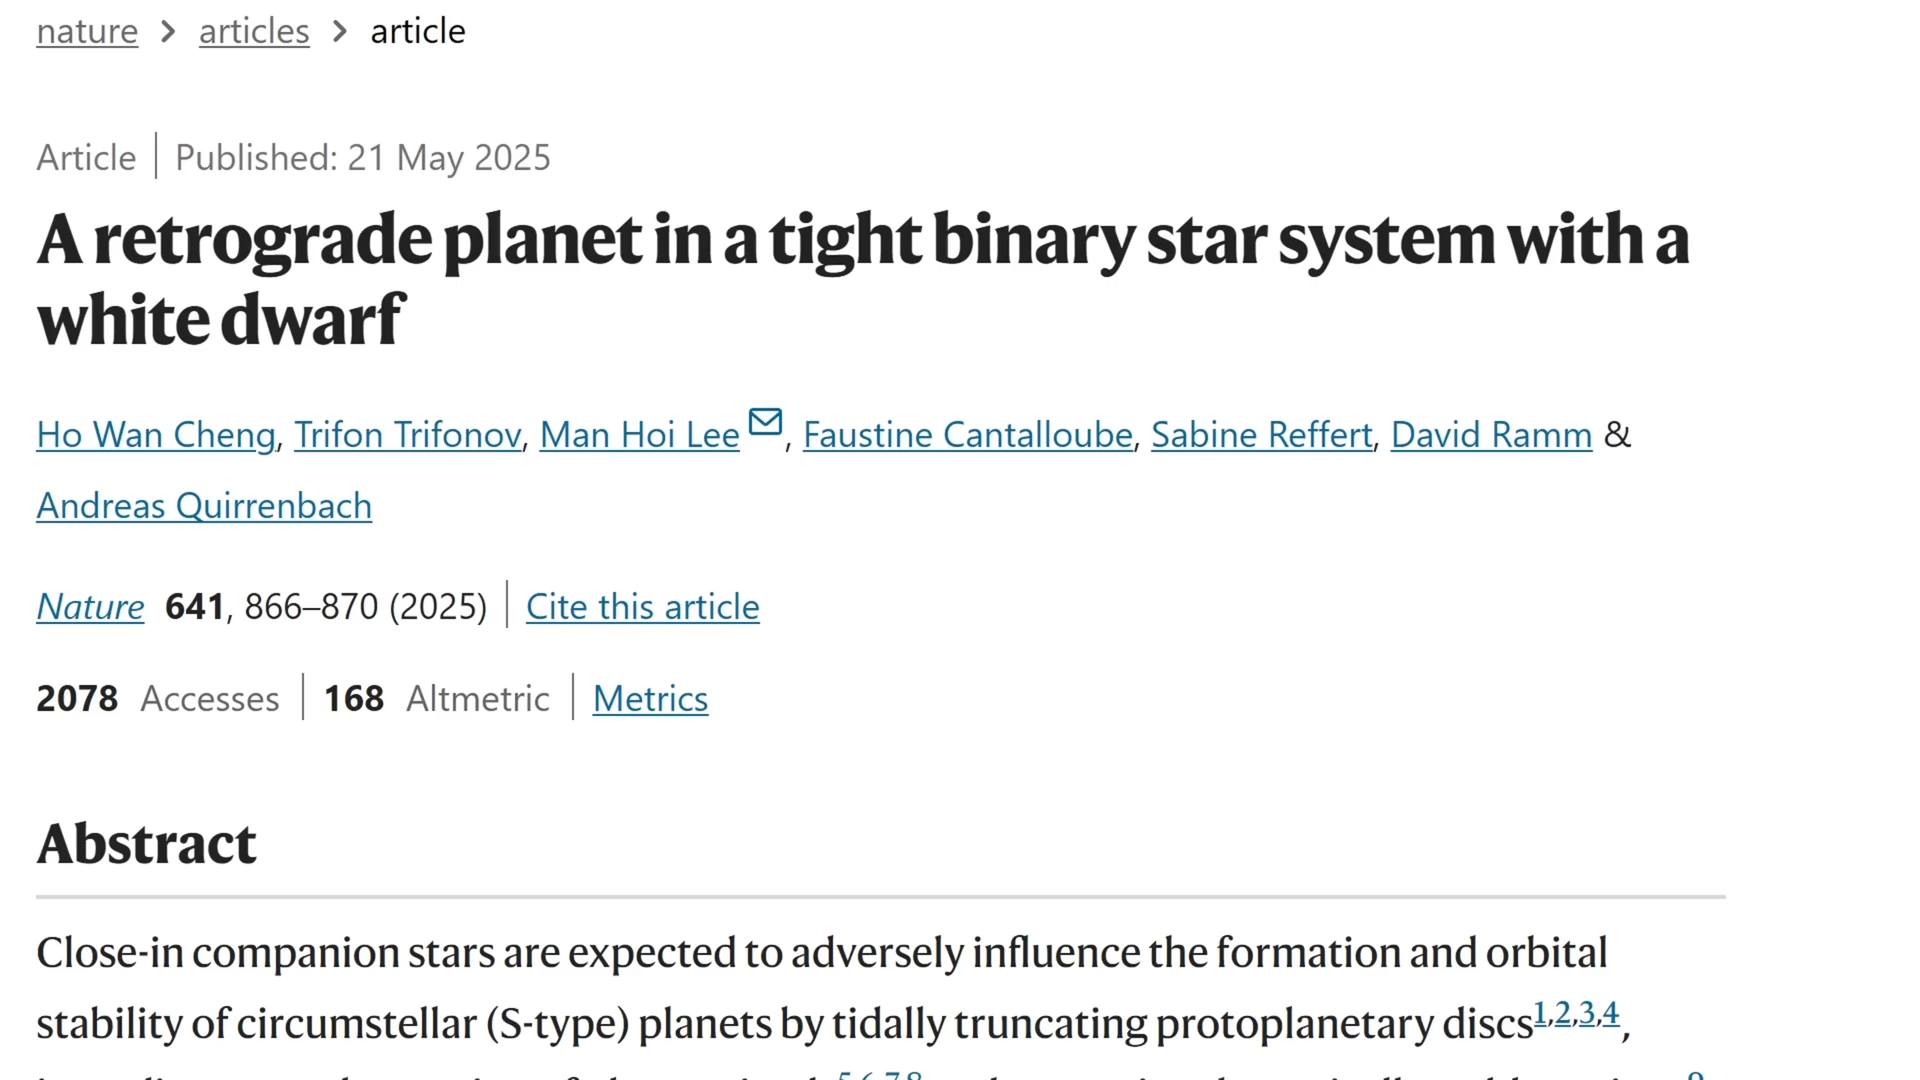 nature > articles > article
Article | Published: 21 May 2025
A retrograde planet in a tight binary star system with a
white dwarf
Ho Wan Cheng, Trifon Trifonov, Man Hoi Lee, Faustine Cantalloube, Sabine Reffert, David Ramm &
Andreas Quirrenbach
Nature 641, 866–870 (2025) | Cite this article
2078 Accesses | 168 Altmetric | Metrics
Abstract
Close-in companion stars are expected to adversely influence the formation and orbital
stability of circumstellar (S-type) planets by tidally truncating protoplanetary discs1,2,3,4,